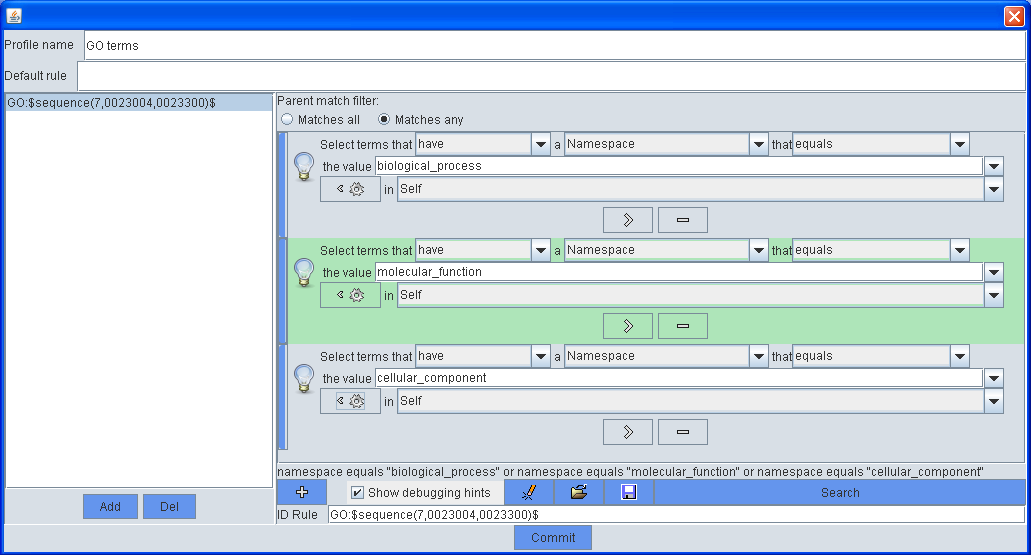 Profile name GO terms
Default rule
GO:$sequence(7,0023004,0023300)$
Parent match filter:
Matches all Matches any
Select terms that have a Namespace that equals
the value biological_process
in Self
Select terms that have a Namespace that equals
the value molecular_function
in Self
Select terms that have a Namespace that equals
the value cellular_component
in Self
namespace equals "biological_process" or namespace equals "molecular_function" or namespace equals "cellular_component"
Show debugging hints Search
Add Del
ID Rule GO:$sequence(7,0023004,0023300)$
Commit